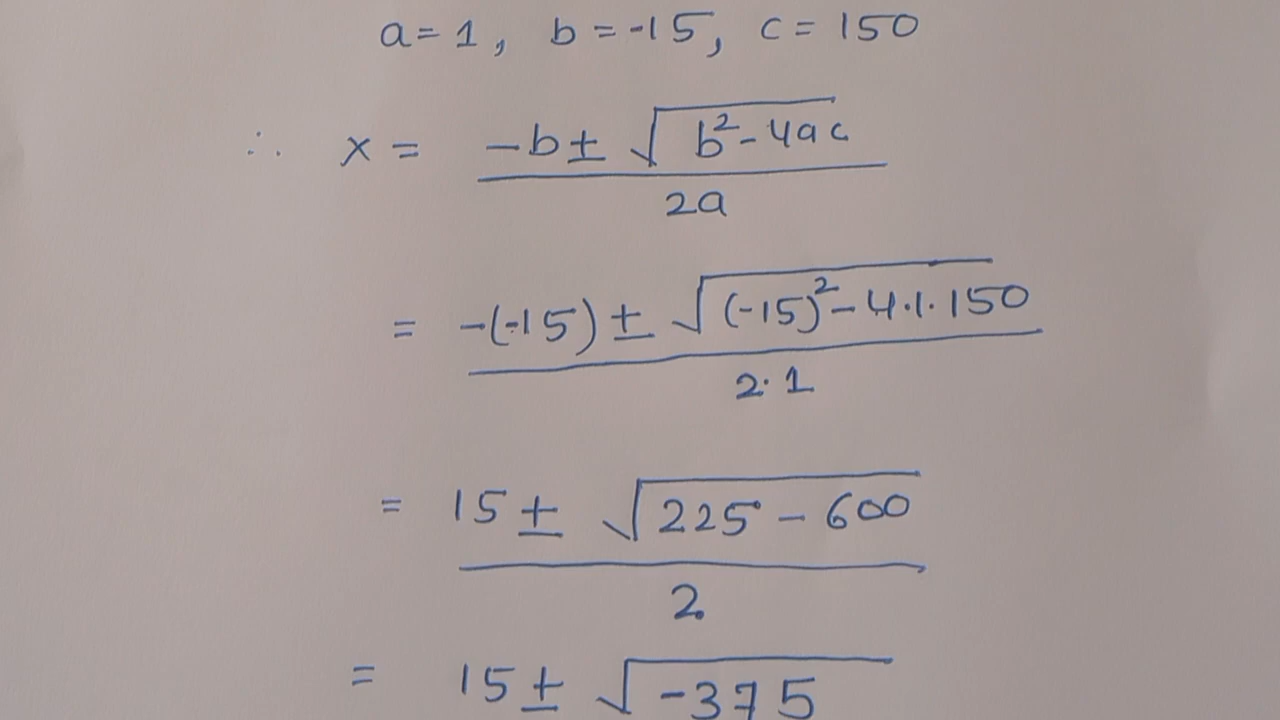 a=1, b=-15, c=150
∴ x = -b ± √(b²-4ac) / 2a
= -(-15) ± √((-15)²-4·1·150) / 2·1
= 15 ± √(225-600) / 2
= 15 ± √-375